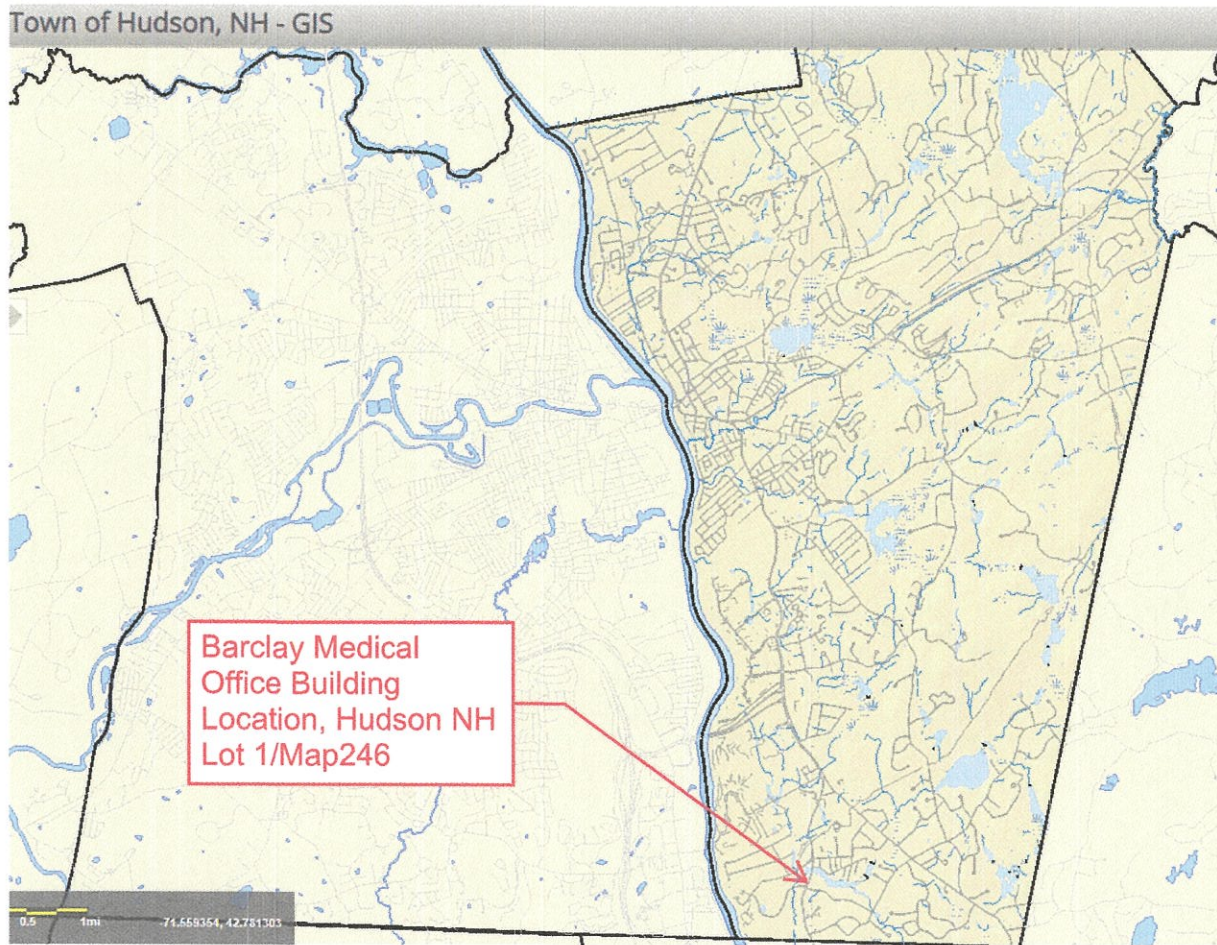 Town of Hudson, NH - GIS
Barclay Medical
Office Building
Location, Hudson NH
Lot 1/Map246
0.5 1mi -71.559354, 42.781303